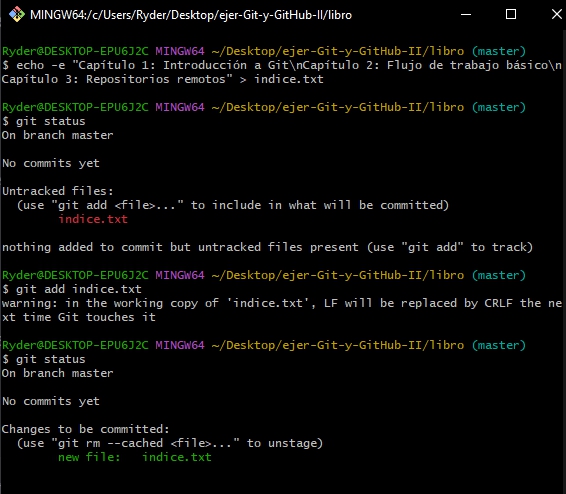 MINGW64:/c/Users/Ryder/Desktop/ejer-Git-y-GitHub-II/libro
Ryder@DESKTOP-EPU6J2C MINGW64 ~/Desktop/ejer-Git-y-GitHub-II/libro (master)
$ echo -e "Capítulo 1: Introducción a Git\nCapítulo 2: Flujo de trabajo básico\n
Capítulo 3: Repositorios remotos" > indice.txt
Ryder@DESKTOP-EPU6J2C MINGW64 ~/Desktop/ejer-Git-y-GitHub-II/libro (master)
$ git status
On branch master
No commits yet
Untracked files:
(use "git add <file>..." to include in what will be committed)
indice.txt
nothing added to commit but untracked files present (use "git add" to track)
Ryder@DESKTOP-EPU6J2C MINGW64 ~/Desktop/ejer-Git-y-GitHub-II/libro (master)
$ git add indice.txt
warning: in the working copy of 'indice.txt', LF will be replaced by CRLF the ne
xt time Git touches it
Ryder@DESKTOP-EPU6J2C MINGW64 ~/Desktop/ejer-Git-y-GitHub-II/libro (master)
$ git status
On branch master
No commits yet
Changes to be committed:
(use "git rm --cached <file>..." to unstage)
new file:   indice.txt